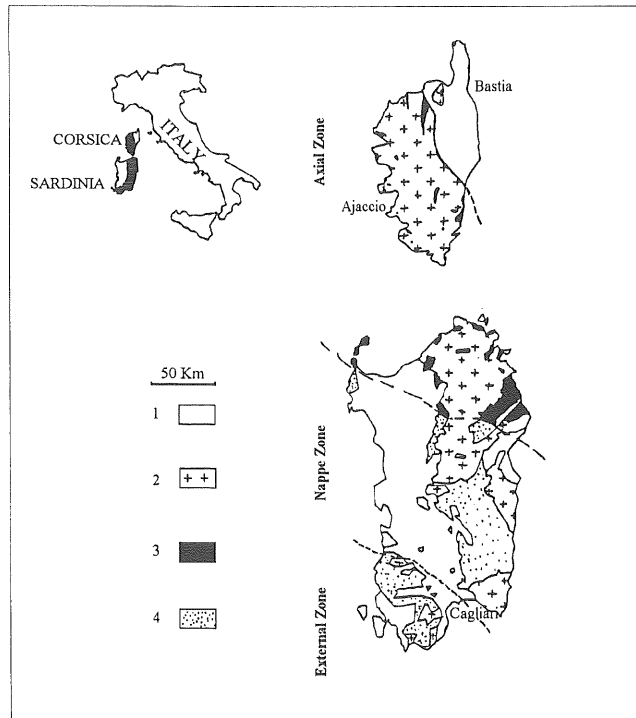 CORSICA
SARDINIA
ITALY
Axial Zone
Bastia
Ajaccio
50 Km
1
2
3
4
Nappe Zone
External Zone
Cagliari